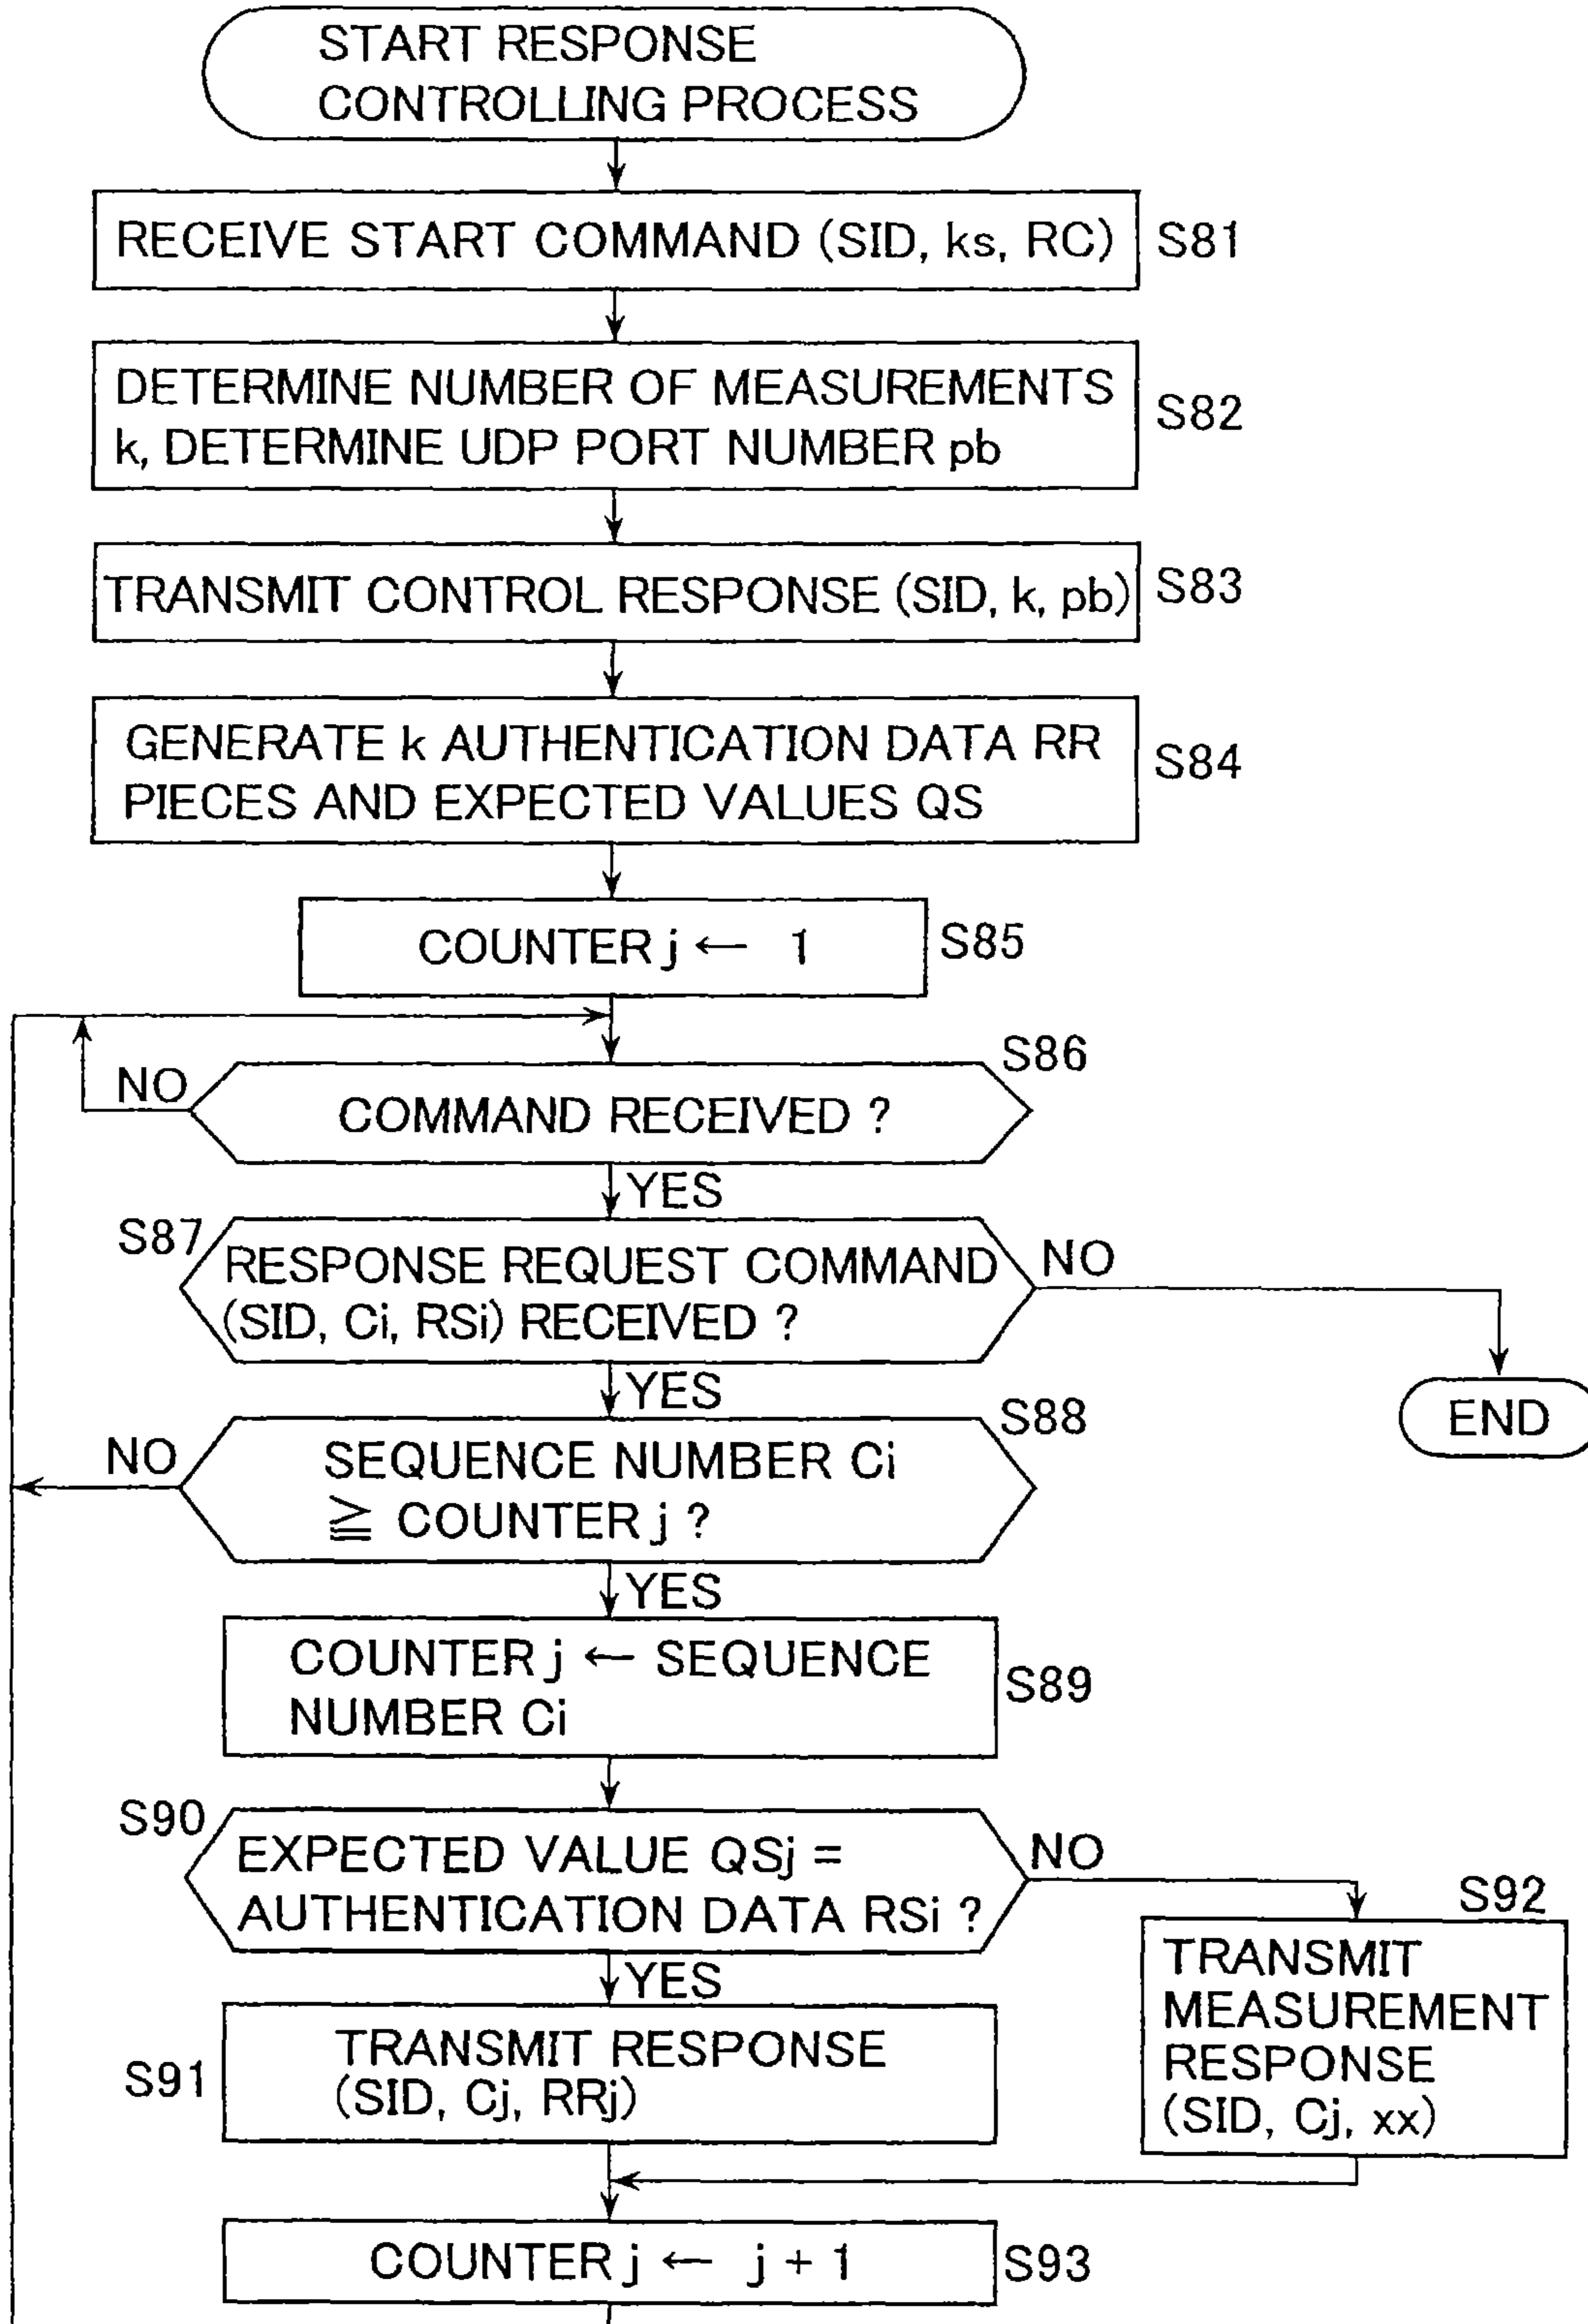 START RESPONSE
CONTROLLING PROCESS
RECEIVE START COMMAND (SID, ks, RC)
S81
DETERMINE NUMBER OF MEASUREMENTS
k, DETERMINE UDP PORT NUMBER pb
S82
TRANSMIT CONTROL RESPONSE (SID, k, pb)
S83
GENERATE k AUTHENTICATION DATA RR
PIECES AND EXPECTED VALUES QS
S84
COUNTER j ← 1
S85
S86
NO
COMMAND RECEIVED ?
YES
S87
RESPONSE REQUEST COMMAND
(SID, Ci, RSi) RECEIVED ?
NO
END
YES
S88
NO
SEQUENCE NUMBER Ci
≧ COUNTER j ?
YES
COUNTER j ← SEQUENCE
NUMBER Ci
S89
S90
EXPECTED VALUE QSj =
AUTHENTICATION DATA RSi ?
NO
S92
TRANSMIT
MEASUREMENT
RESPONSE
(SID, Cj, xx)
YES
S91
TRANSMIT RESPONSE
(SID, Cj, RRj)
COUNTER j ← j + 1
S93